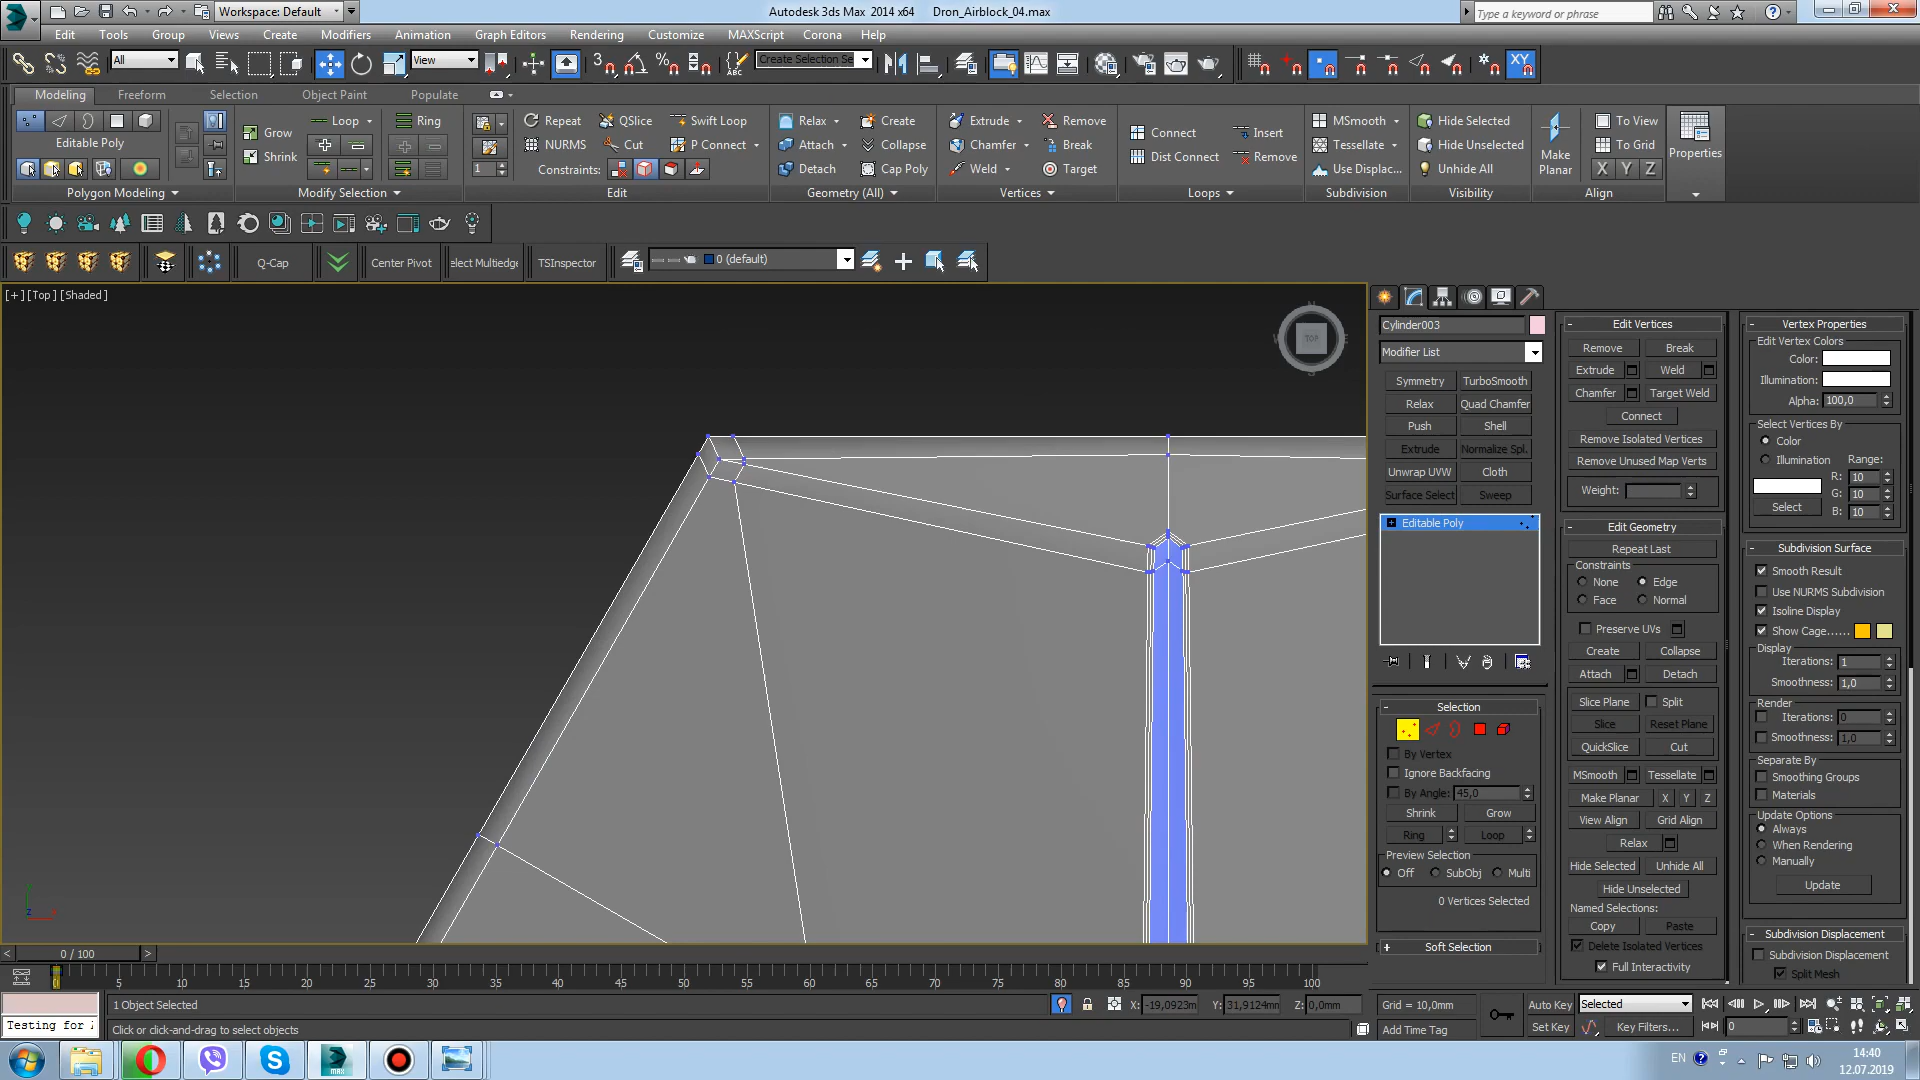 Workspace: Default
Autodesk 3ds Max 2014 x64 Dron_Airblock_04.max
Type a keyword or phrase
Edit Tools Group Views Create Modifiers Animation Graph Editors Rendering Customize MAXScript Corona Help
All View Create Selection Se XY
Modeling Freeform Selection Object Paint Populate
Loop Ring Repeat QSlice Swift Loop Relax Create Extrude Remove MSmooth Hide Selected To View
Editable Poly Grow NURMS Cut P Connect Attach Collapse Chamfer Break Connect Insert Tessellate Hide Unselected To Grid
Shrink 1 Constraints: Detach Cap Poly Weld Target Dist Connect Remove Use Displac... Unhide All Make Planar X Y Z Properties
Polygon Modeling Modify Selection Edit Geometry (All) Vertices Loops Subdivision Visibility Align
Q-Cap Center Pivot elect Multiedge TSInspector 0 (default)
[+] [Top] [Shaded]
TOP
Cylinder003
Modifier List
Symmetry TurboSmooth
Relax Quad Chamfer
Push Shell
Extrude Normalize Spl.
Unwrap UVW Cloth
Surface Select Sweep
Editable Poly
Selection
By Vertex
Ignore Backfacing
By Angle: 45,0
Shrink Grow
Ring Loop
Preview Selection
Off SubObj Multi
0 Vertices Selected
Soft Selection
Edit Vertices
Remove Break
Extrude Weld
Chamfer Target Weld
Connect
Remove Isolated Vertices
Remove Unused Map Verts
Weight:
Edit Geometry
Repeat Last
Constraints
None Edge
Face Normal
Preserve UVs
Create Collapse
Attach Detach
Slice Plane Split
Slice Reset Plane
QuickSlice Cut
MSmooth Tessellate
Make Planar X Y Z
View Align Grid Align
Relax
Hide Selected Unhide All
Hide Unselected
Named Selections:
Copy Paste
Delete Isolated Vertices
Full Interactivity
Vertex Properties
Edit Vertex Colors
Color:
Illumination:
Alpha: 100,0
Select Vertices By
Color
Illumination Range:
R: 10
G: 10
Select
B: 10
Subdivision Surface
Smooth Result
Use NURMS Subdivision
Isoline Display
Show Cage......
Display
Iterations: 1
Smoothness: 1,0
Render
Iterations: 0
Smoothness: 1,0
Separate By
Smoothing Groups
Materials
Update Options
Always
When Rendering
Manually
Update
Subdivision Displacement
Subdivision Displacement
Split Mesh
0 / 100
5 10 15 20 25 30 35 40 45 50 55 60 65 70 75 80 85 90 95 100
1 Object Selected X: -19,0923m Y: 31,9124mm Z: 0,0mm Grid = 10,0mm Auto Key Selected
Testing for Click or click-and-drag to select objects Add Time Tag Set Key Key Filters... 0
EN
14:40
12.07.2019